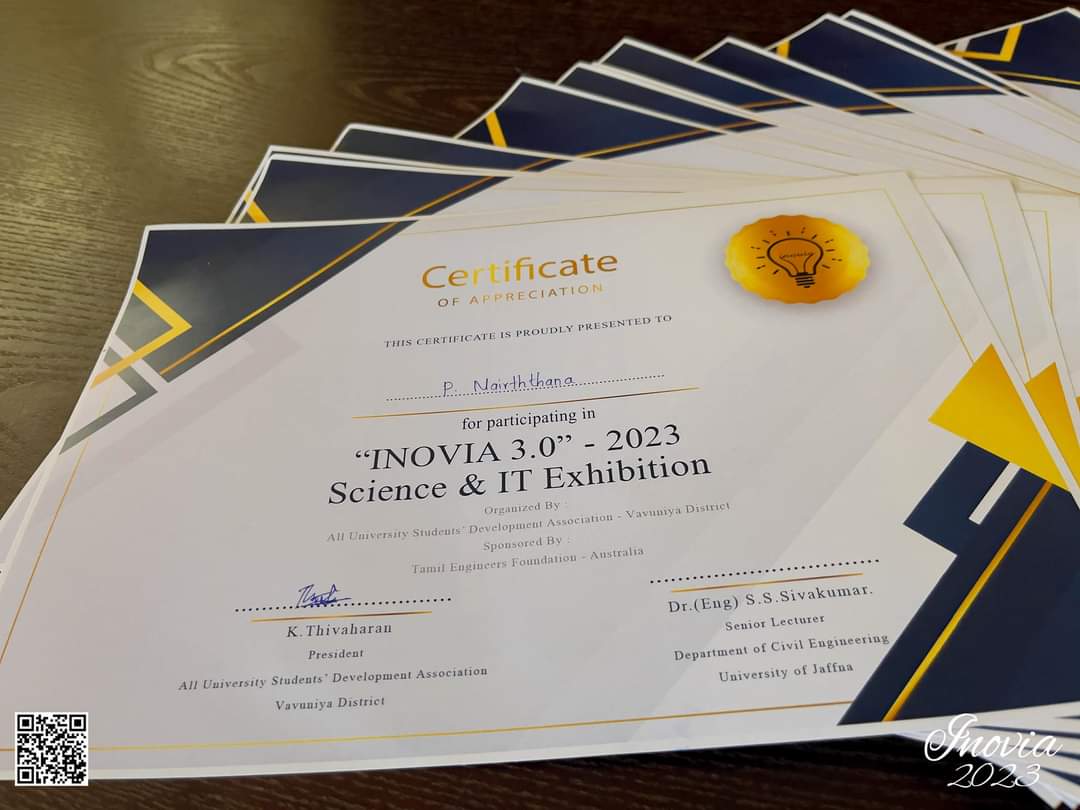 Certificate
OF APPRECIATION
inovia
THIS CERTIFICATE IS PROUDLY PRESENTED TO
P. Nairththana
for participating in
“INOVIA 3.0” - 2023
Science & IT Exhibition
Organized By :
All University Students’ Development Association - Vavuniya District
Sponsored By :
Tamil Engineers Foundation - Australia
K.Thivaharan
President
All University Students’ Development Association
Vavuniya District
Dr.(Eng) S.S.Sivakumar.
Senior Lecturer
Department of Civil Engineering
University of Jaffna
Inovia
2023